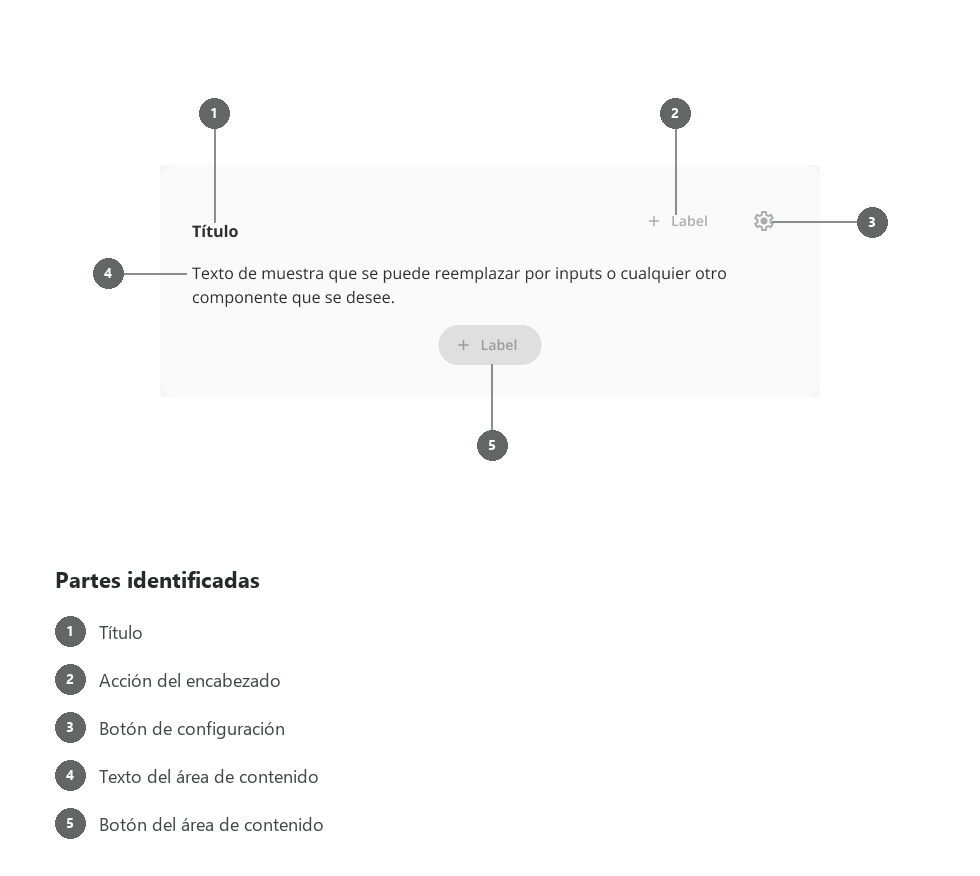 1
2
Título
+ Label
3
4
Texto de muestra que se puede reemplazar por inputs o cualquier otro
componente que se desee.
+ Label
5
Partes identificadas
1 Título
2 Acción del encabezado
3 Botón de configuración
4 Texto del área de contenido
5 Botón del área de contenido